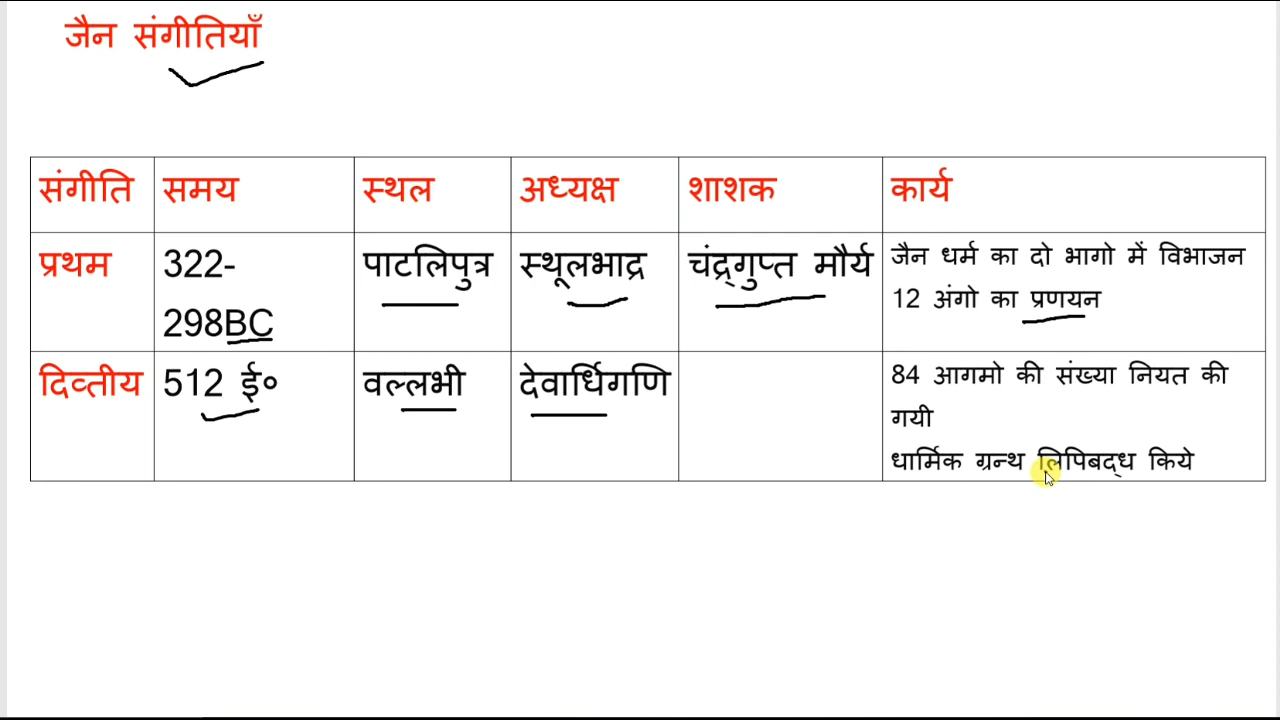 जैन संगीतियाँ
संगीति समय स्थल अध्यक्ष शाशक कार्य
प्रथम 322- पाटलिपुत्र स्थूलभाद्र चंद्रगुप्त मौर्य जैन धर्म का दो भागो में विभाजन
298BC 12 अंगो का प्रणयन
दिव्तीय 512 ई० वल्लभी देवार्धिगणि 84 आगमो की संख्या नियत की
गयी
धार्मिक ग्रन्थ लिपिबद्ध किये